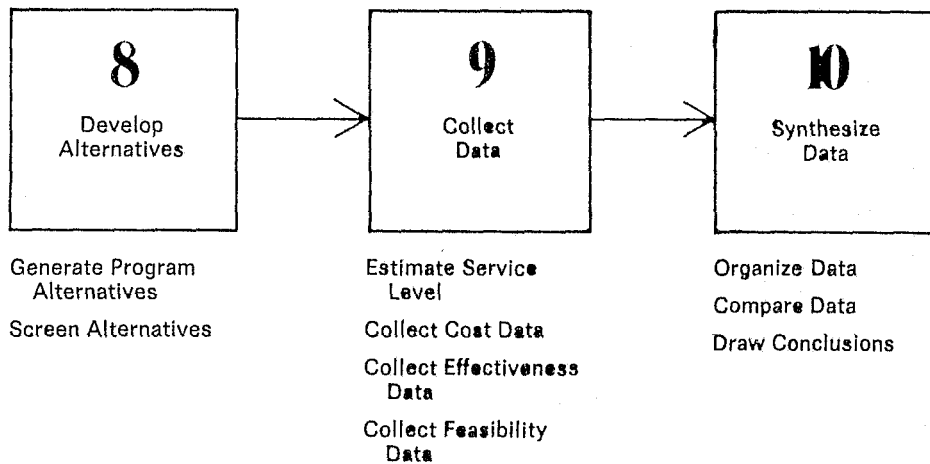 8
Develop
Alternatives
Generate Program
Alternatives
Screen Alternatives
9
Collect
Data
Estimate Service
Level
Collect Cost Data
Collect Effectiveness
Data
Collect Feasibility
Data
10
Synthesize
Data
Organize Data
Compare Data
Draw Conclusions